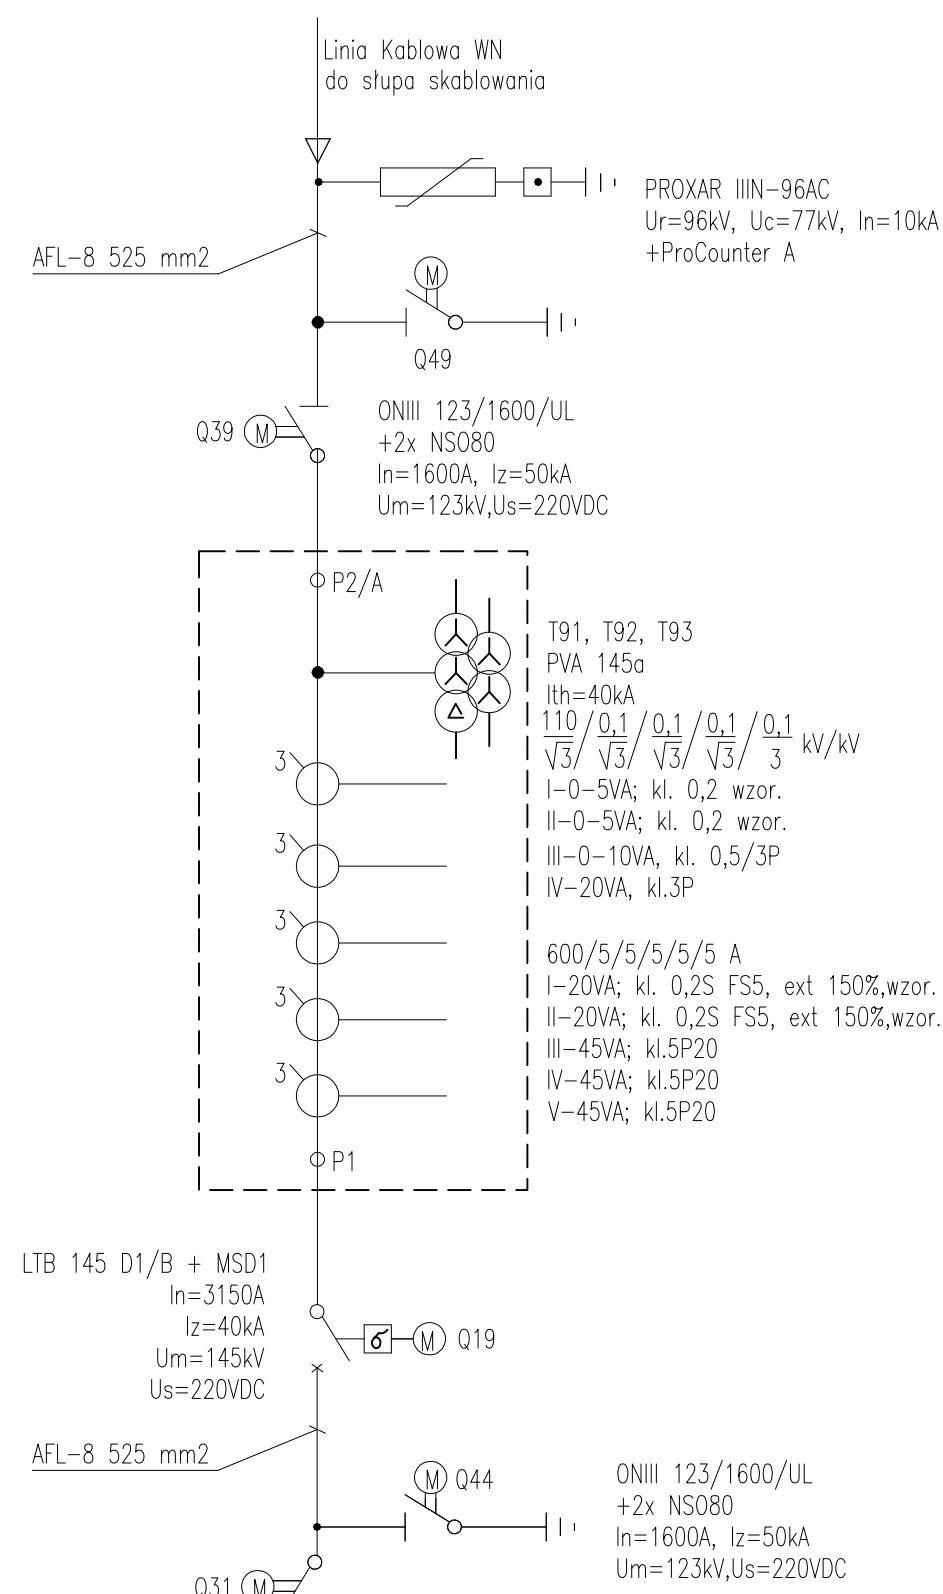 Linia Kablowa WN
do słupa skablowania
PROXAR IIIN-96AC
Ur=96kV, Uc=77kV, In=10kA
+ProCounter A
AFL-8 525 mm2
M
Q49
Q39 M
ONIII 123/1600/UL
+2x NSO80
In=1600A, Iz=50kA
Um=123kV,Us=220VDC
P2/A
T91, T92, T93
PVA 145a
Ith=40kA
110/√3 / 0,1/√3 / 0,1/√3 / 0,1/√3 / 0,1/3 kV/kV
I-0-5VA; kl. 0,2 wzor.
II-0-5VA; kl. 0,2 wzor.
III-0-10VA, kl. 0,5/3P
IV-20VA, kl.3P
3
3
3
3
3
600/5/5/5/5/5 A
I-20VA; kl. 0,2S FS5, ext 150%,wzor.
II-20VA; kl. 0,2S FS5, ext 150%,wzor.
III-45VA; kl.5P20
IV-45VA; kl.5P20
V-45VA; kl.5P20
P1
LTB 145 D1/B + MSD1
In=3150A
Iz=40kA
Um=145kV
Us=220VDC
M Q19
AFL-8 525 mm2
M Q44
ONIII 123/1600/UL
+2x NSO80
In=1600A, Iz=50kA
Um=123kV,Us=220VDC
Q31 M